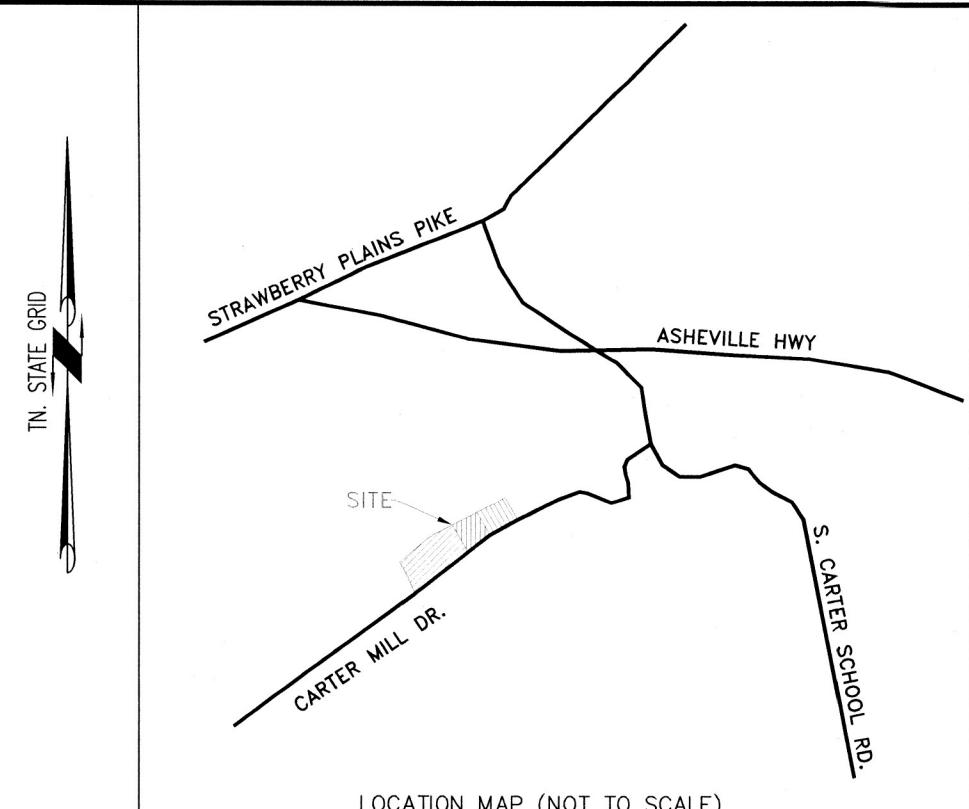 STRAWBERRY PLAINS PIKE
TN. STATE GRID
ASHEVILLE HWY
SITE
CARTER MILL DR.
S. CARTER SCHOOL RD.
LOCATION MAP (NOT TO SCALE)